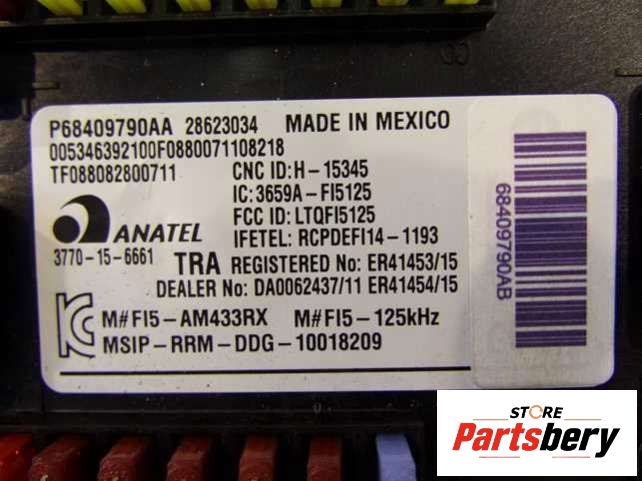 P68409790AA 28623034 MADE IN MEXICO
005346392100F0880071108218
TF088082800711
CNC ID:H-15345
IC:3659A-FI5125
FCC ID: LTQFI5125
IFETEL: RCPDEFI14-1193
ANATEL
3770-15-6661
TRA REGISTERED No: ER41453/15
DEALER No: DA0062437/11 ER41454/15
M#FI5-AM433RX M#FI5-125kHz
MSIP-RRM-DDG-10018209
68409790AB
STORE
Partsbery